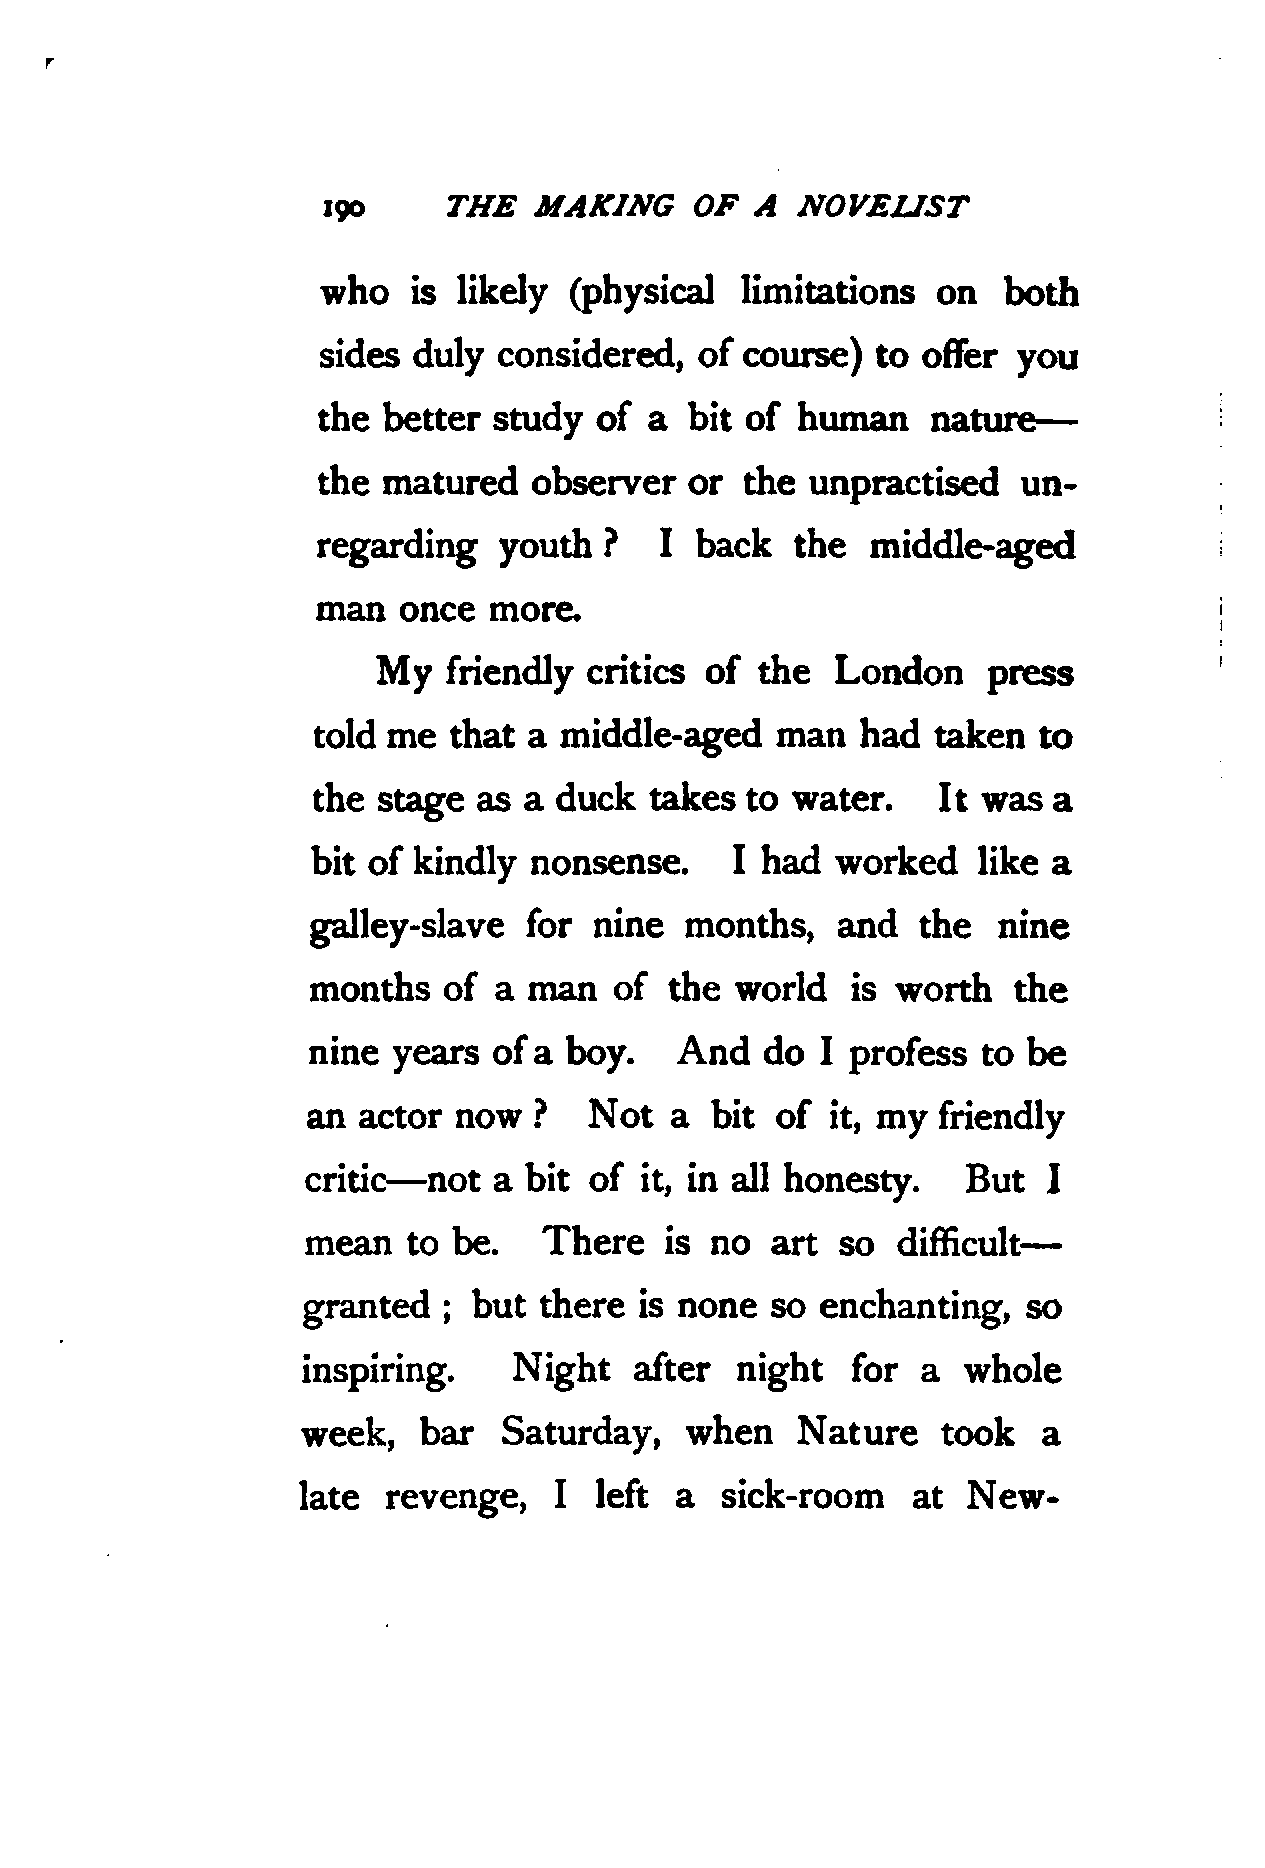 190 THE MAKING OF A NOVELIST
who is likely (physical limitations on both
sides duly considered, of course) to offer you
the better study of a bit of human nature—
the matured observer or the unpractised un-
regarding youth ? I back the middle-aged
man once more.
My friendly critics of the London press
told me that a middle-aged man had taken to
the stage as a duck takes to water. It was a
bit of kindly nonsense. I had worked like a
galley-slave for nine months, and the nine
months of a man of the world is worth the
nine years of a boy. And do I profess to be
an actor now ? Not a bit of it, my friendly
critic—not a bit of it, in all honesty. But I
mean to be. There is no art so difficult—
granted ; but there is none so enchanting, so
inspiring. Night after night for a whole
week, bar Saturday, when Nature took a
late revenge, I left a sick-room at New-